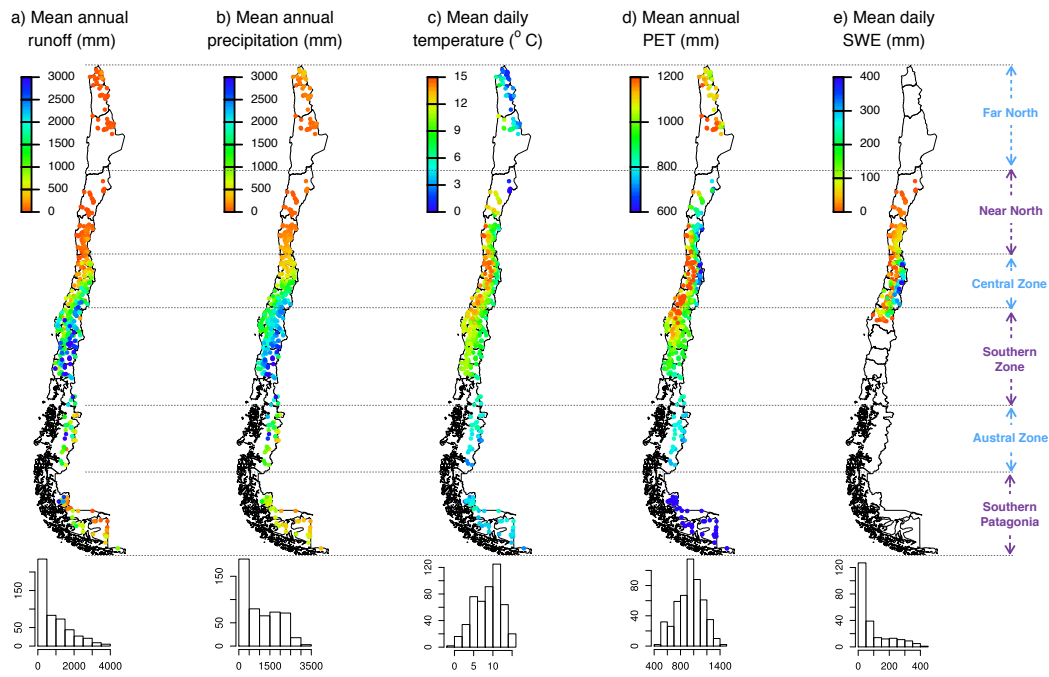 a) Mean annual
runoff (mm)
b) Mean annual
precipitation (mm)
c) Mean daily
temperature (° C)
d) Mean annual
PET (mm)
e) Mean daily
SWE (mm)
3000
2500
2000
1500
1000
500
0
3000
2500
2000
1500
1000
500
0
15
12
9
6
3
0
1200
1000
800
600
400
300
200
100
0
Far North
Near North
Central Zone
Southern
Zone
Austral Zone
Southern
Patagonia
150
50
0
0 2000 4000
150
50
0
0 1500 3500
120
80
40
0
0 5 10
80
40
0
400 800 1400
120
80
40
0
0 200 400